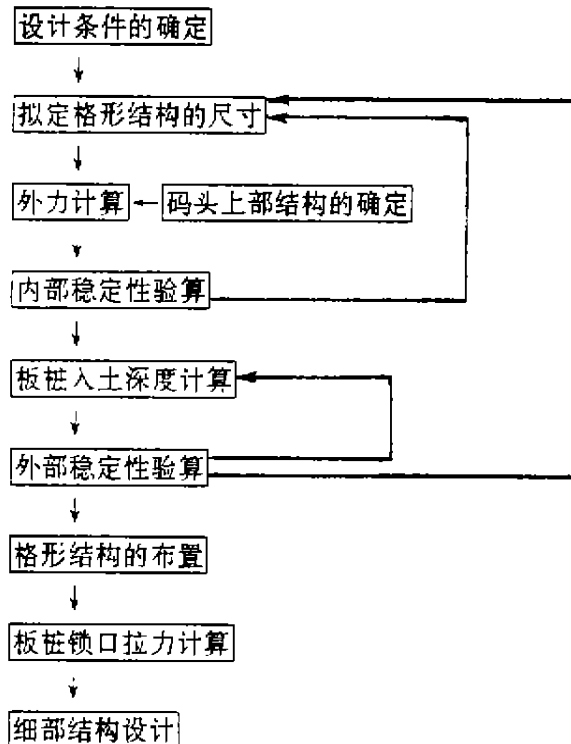 设计条件的确定
拟定格形结构的尺寸
外力计算
码头上部结构的确定
内部稳定性验算
板桩入土深度计算
外部稳定性验算
格形结构的布置
板桩锁口拉力计算
细部结构设计